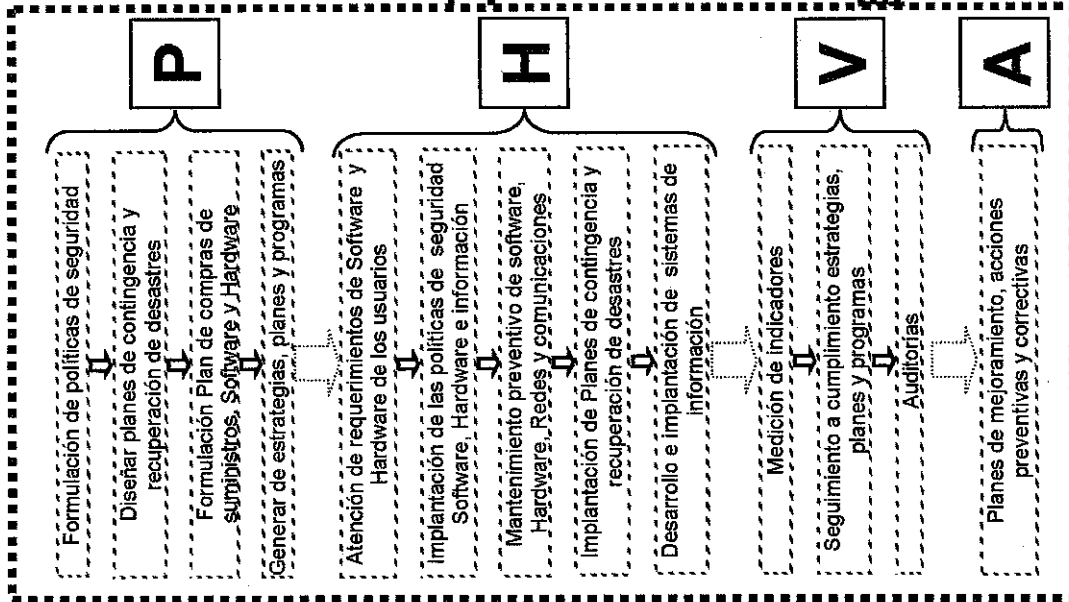 P
Formulación de políticas de seguridad
Diseñar planes de contingencia y
recuperación de desastres
Formulación Plan de compras de
suministros, Software y Hardware
Generar de estrategias, planes y programas
H
Atención de requerimientos de Software y
Hardware de los usuarios
Implantación de las políticas de seguridad
Software, Hardware e información
Mantenimiento preventivo de software,
Hardware, Redes y comunicaciones
Implantación de Planes de contingencia y
recuperación de desastres
Desarrollo e implantación de sistemas de
información
V
Medición de indicadores
Seguimiento a cumplimiento estrategias,
planes y programas
Auditorias
A
Planes de mejoramiento, acciones
preventivas y correctivas